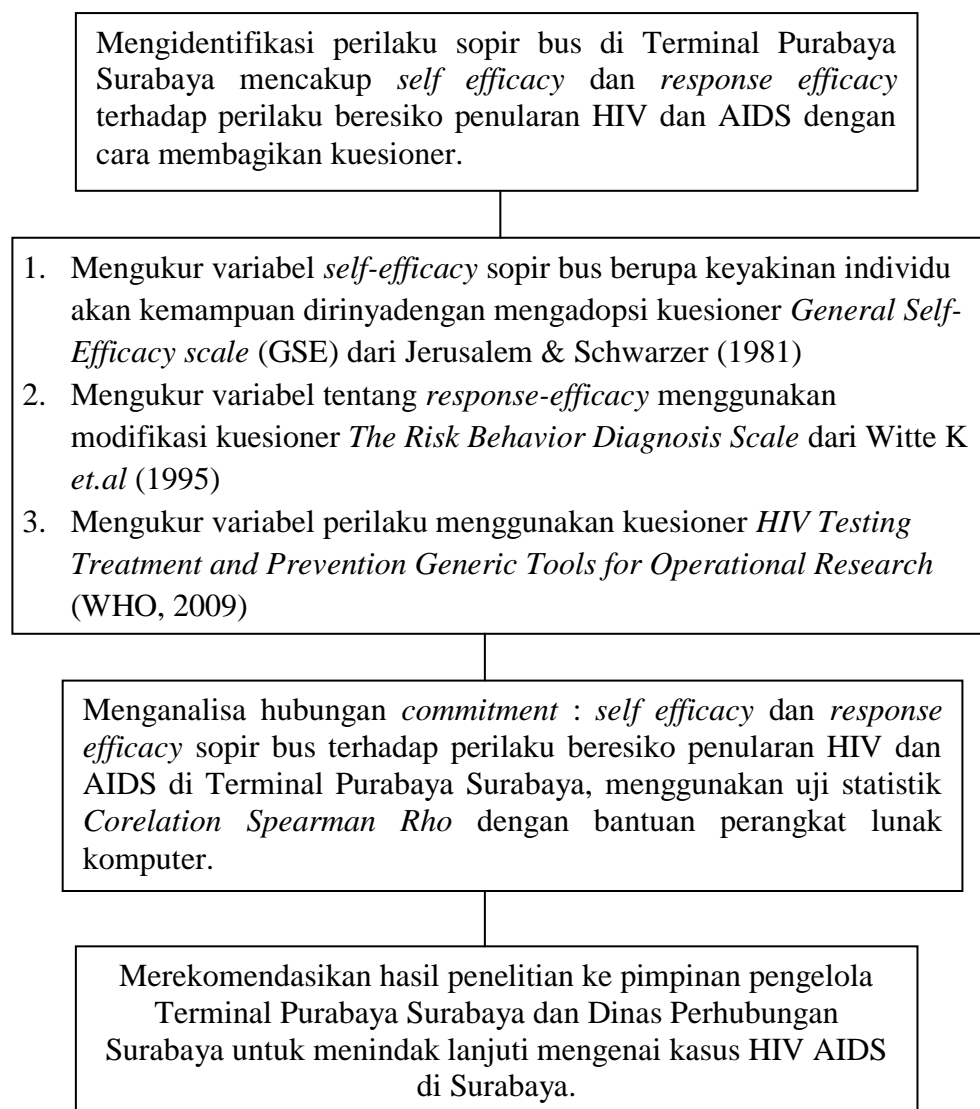 Mengidentifikasi perilaku sopir bus di Terminal Purabaya
Surabaya mencakup self efficacy dan response efficacy
terhadap perilaku beresiko penularan HIV dan AIDS dengan
cara membagikan kuesioner.
1. Mengukur variabel self-efficacy sopir bus berupa keyakinan individu
akan kemampuan dirinyadengan mengadopsi kuesioner General Self-
Efficacy scale (GSE) dari Jerusalem & Schwarzer (1981)
2. Mengukur variabel tentang response-efficacy menggunakan
modifikasi kuesioner The Risk Behavior Diagnosis Scale dari Witte K
et.al (1995)
3. Mengukur variabel perilaku menggunakan kuesioner HIV Testing
Treatment and Prevention Generic Tools for Operational Research
(WHO, 2009)
Menganalisa hubungan commitment : self efficacy dan response
efficacy sopir bus terhadap perilaku beresiko penularan HIV dan
AIDS di Terminal Purabaya Surabaya, menggunakan uji statistik
Corelation Spearman Rho dengan bantuan perangkat lunak
komputer.
Merekomendasikan hasil penelitian ke pimpinan pengelola
Terminal Purabaya Surabaya dan Dinas Perhubungan
Surabaya untuk menindak lanjuti mengenai kasus HIV AIDS
di Surabaya.